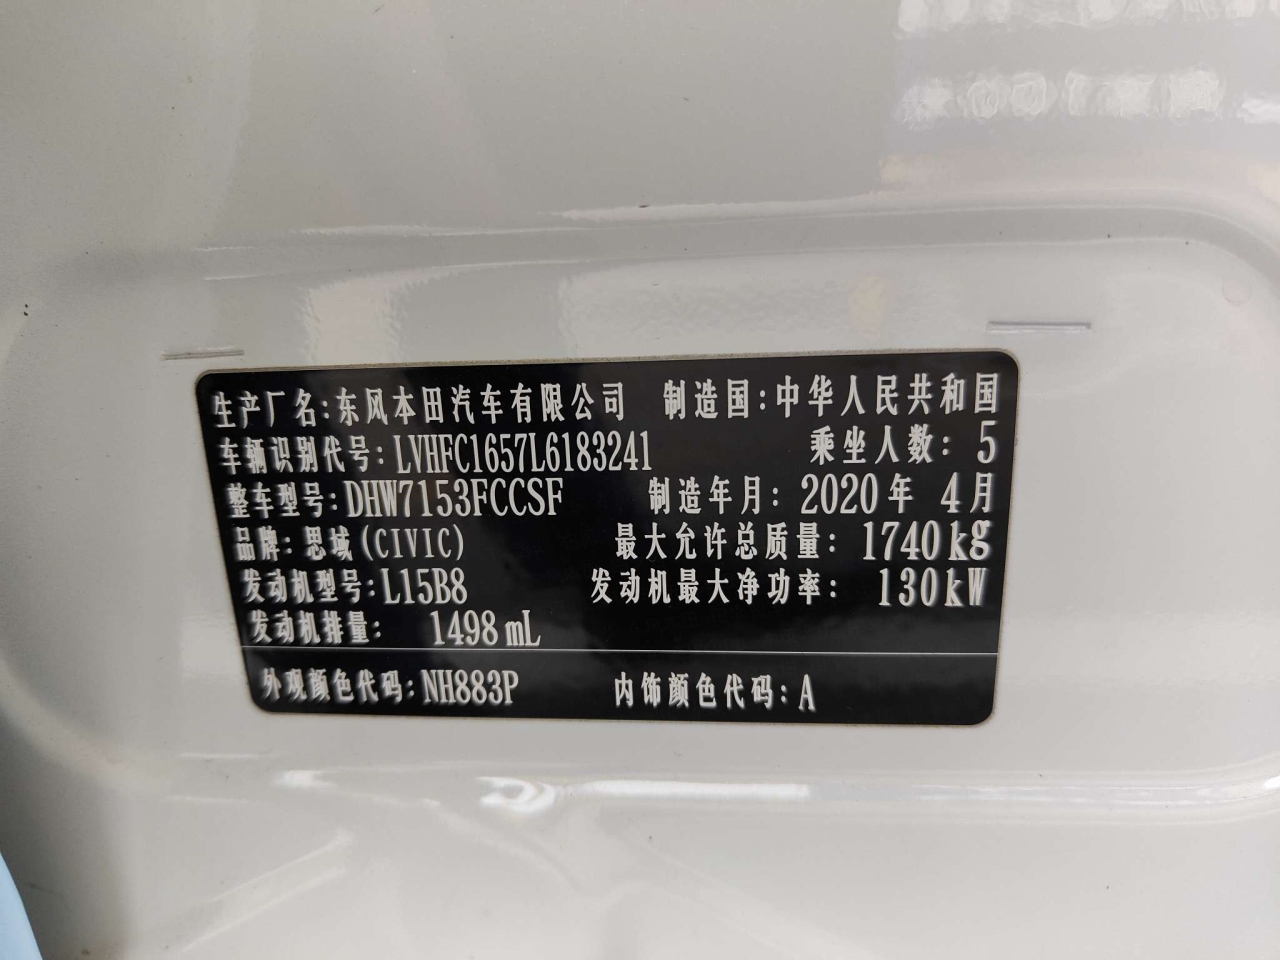 生产厂名:东风本田汽车有限公司 制造国:中华人民共和国
车辆识别代号:LVHFC1657L6183241 乘坐人数:5
整车型号:DHW7153FCCSF 制造年月:2020年 4月
品牌:思域(CIVIC) 最大允许总质量:1740kg
发动机型号:L15B8 发动机最大净功率:130kW
发动机排量: 1498mL
外观颜色代码:NH883P 内饰颜色代码:A